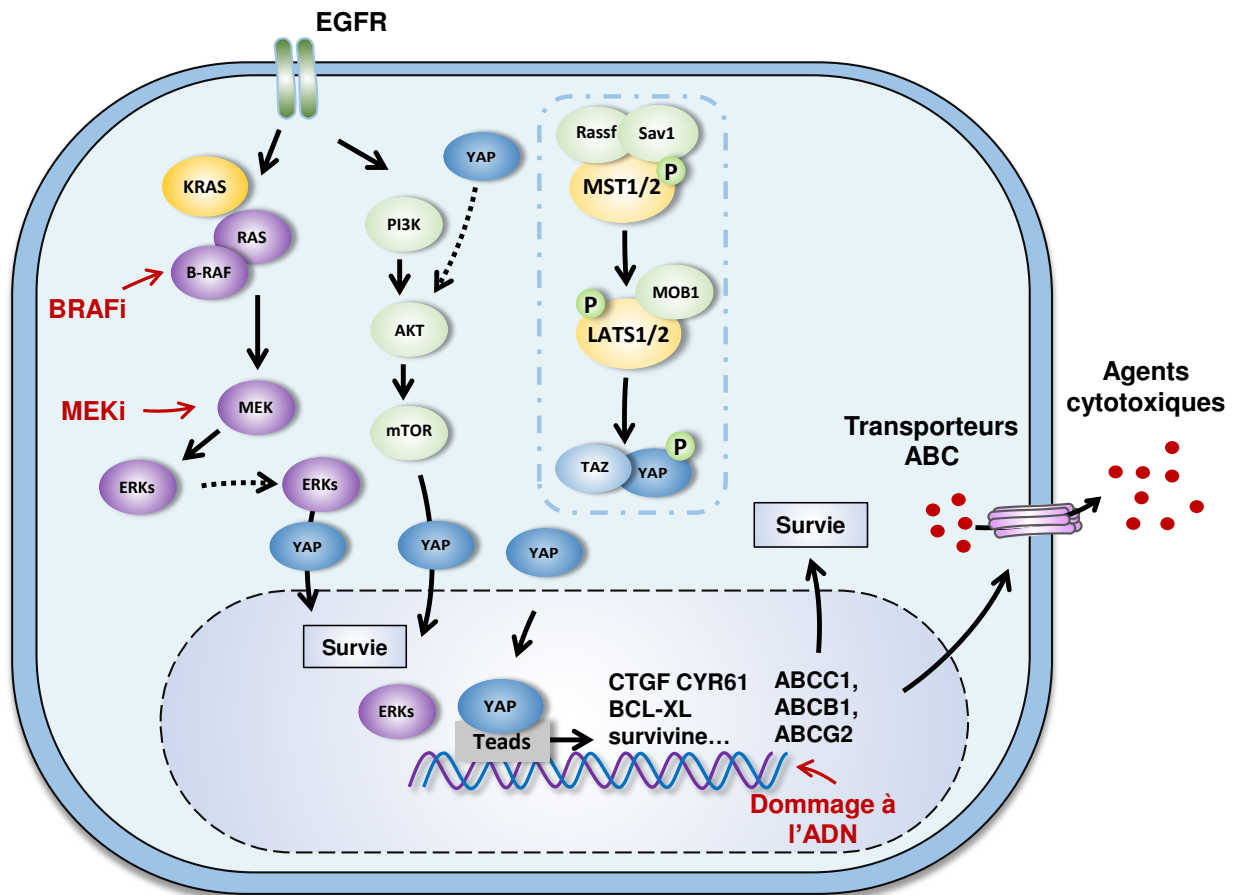 EGFR
KRAS
RAS
B-RAF
BRAFi
MEKi
MEK
ERKs
ERKs
YAP
PI3K
YAP
AKT
mTOR
YAP
YAP
Rassf
Sav1
P
MST1/2
P
MOB1
LATS1/2
P
TAZ
YAP
Survie
Transporteurs
ABC
Agents
cytotoxiques
Survie
ERKs
YAP
Teads
CTGF CYR61
BCL-XL
survivine…
ABCC1,
ABCB1,
ABCG2
Dommage à
l’ADN